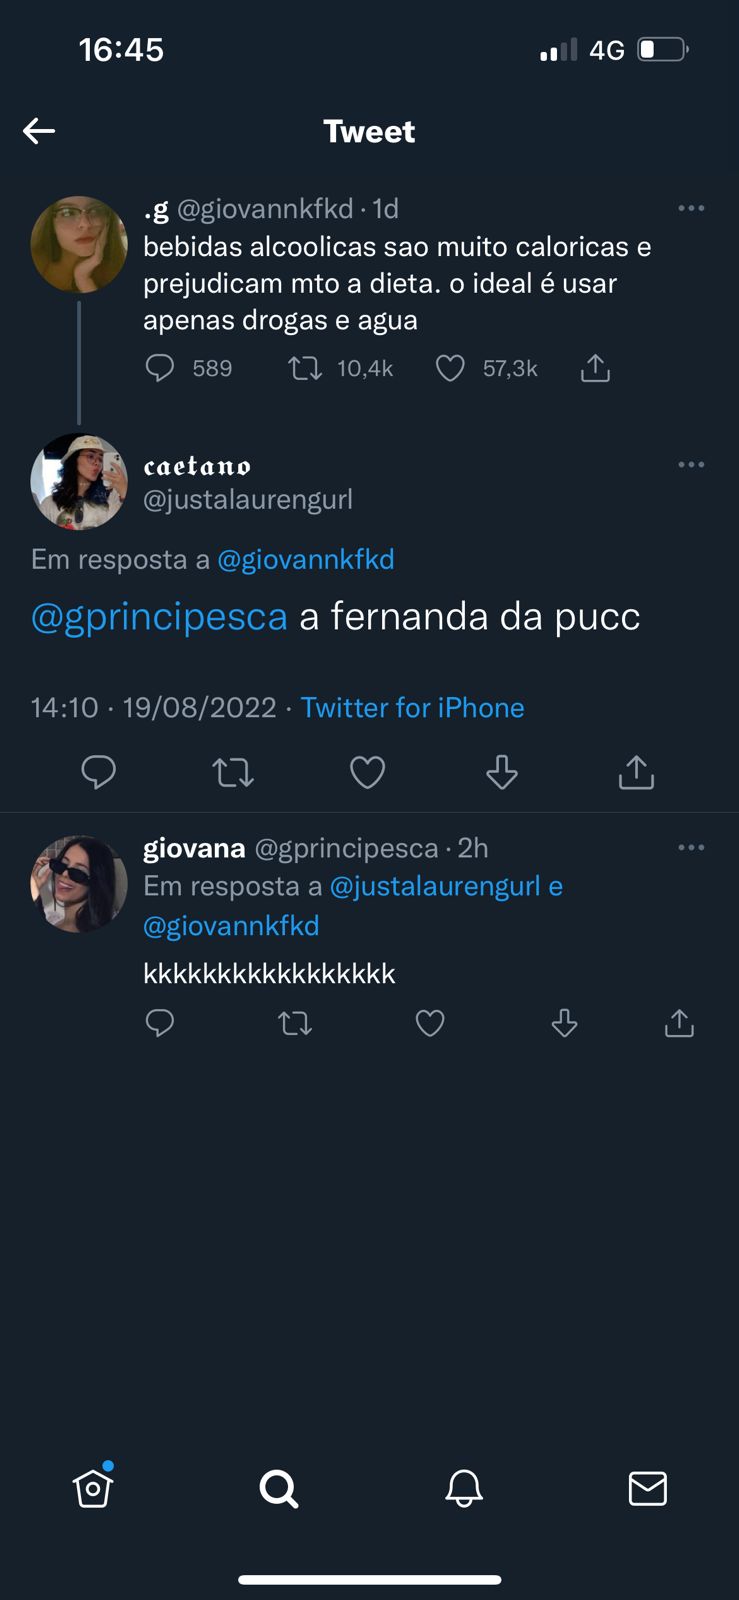 16:45
4G
Tweet
.g @giovannkfkd · 1d
bebidas alcoolicas sao muito caloricas e
prejudicam mto a dieta. o ideal é usar
apenas drogas e agua
589 10,4k 57,3k
𝖈𝖆𝖊𝖙𝖆𝖓𝖔
@justalaurengurl
Em resposta a @giovannkfkd
@gprincipesca a fernanda da pucc
14:10 · 19/08/2022 · Twitter for iPhone
giovana @gprincipesca · 2h
Em resposta a @justalaurengurl e
@giovannkfkd
kkkkkkkkkkkkkkkkk